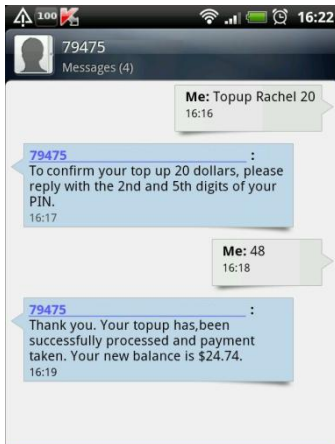 100 16:22
79475
Messages (4)
Me: Topup Rachel 20
16:16
79475 :
To confirm your top up 20 dollars, please
reply with the 2nd and 5th digits of your
PIN.
16:17
Me: 48
16:18
79475 :
Thank you. Your topup has,been
successfully processed and payment
taken. Your new balance is $24.74.
16:19